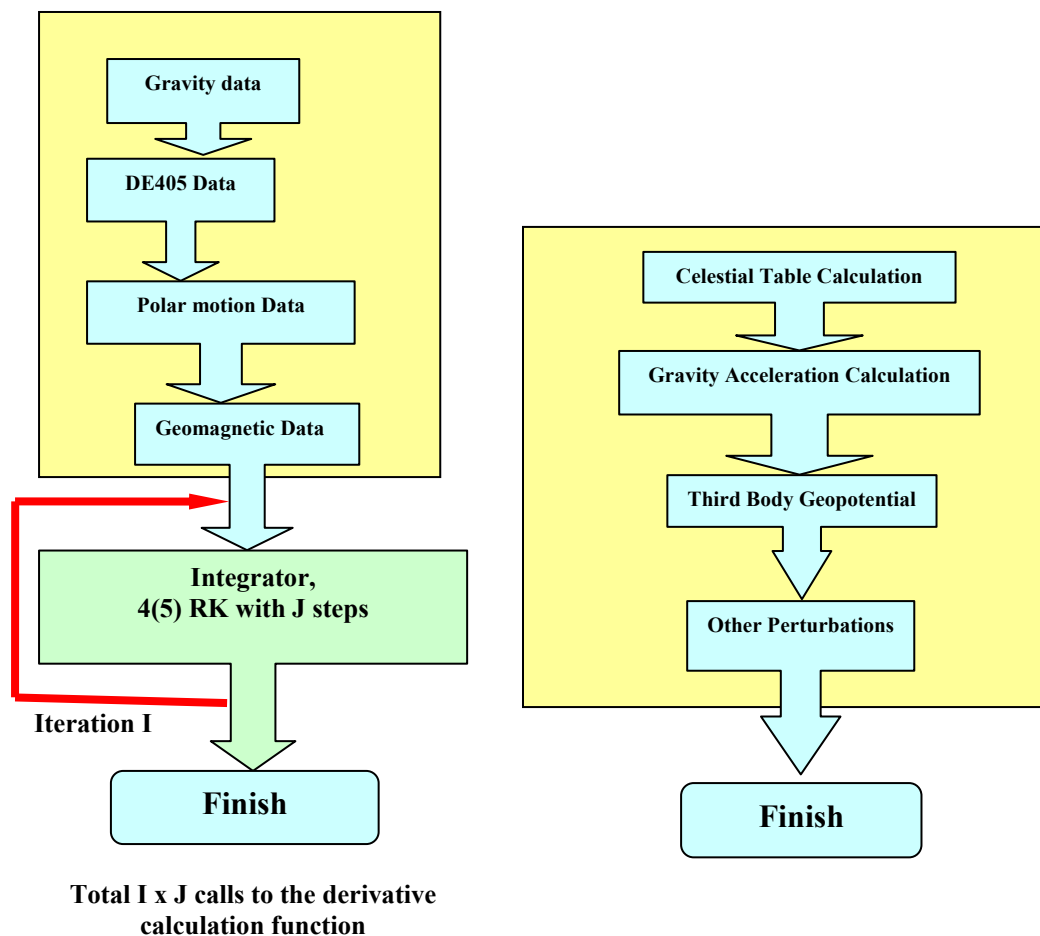 Gravity data
DE405 Data
Polar motion Data
Geomagnetic Data
Integrator,
4(5) RK with J steps
Iteration I
Finish
Total I x J calls to the derivative
calculation function
Celestial Table Calculation
Gravity Acceleration Calculation
Third Body Geopotential
Other Perturbations
Finish